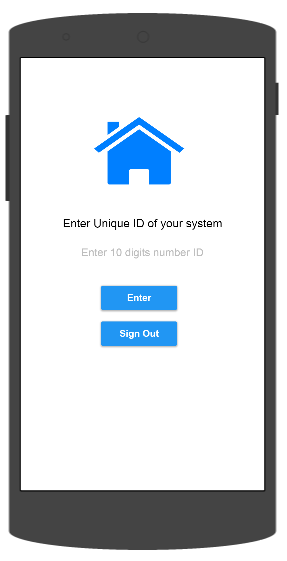 Enter Unique ID of your system
Enter 10 digits number ID
Enter
Sign Out